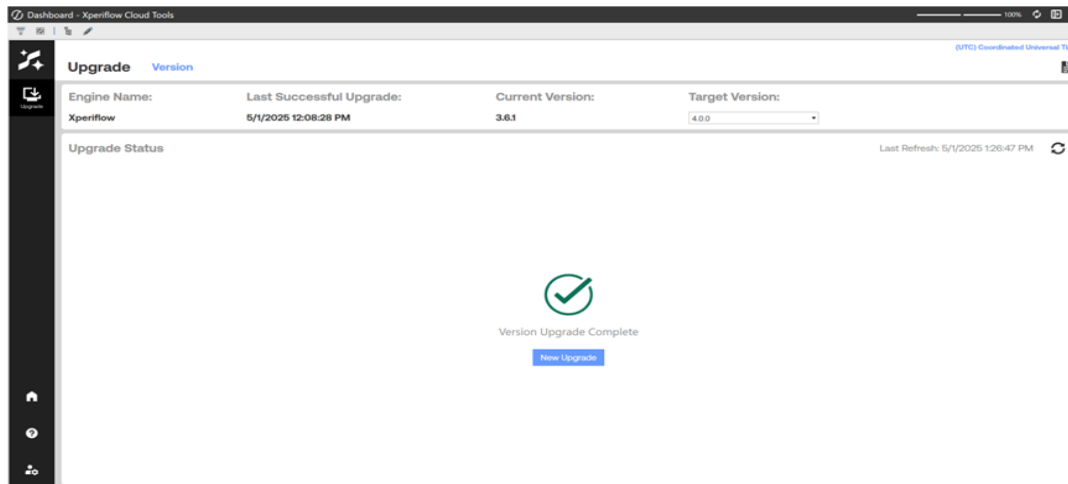 Dashboard - Xperiflow Cloud Tools
100%
(UTC) Coordinated Universal
Upgrade Version
Upgrade
Engine Name: Last Successful Upgrade: Current Version: Target Version:
Xperiflow 5/1/2025 12:08:28 PM 3.6.1 4.0.0
Upgrade Status Last Refresh: 5/1/2025 1:26:47 PM
Version Upgrade Complete
New Upgrade